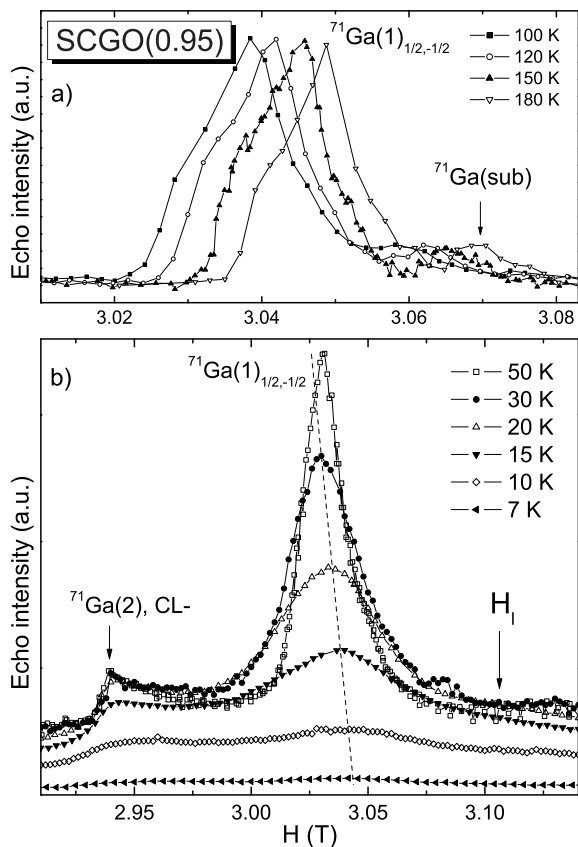 SCGO(0.95)
71Ga(1)1/2,-1/2
100 K
120 K
150 K
180 K
a)
71Ga(sub)
Echo intensity (a.u.)
3.02 3.04 3.06 3.08
b)
71Ga(1)1/2,-1/2
50 K
30 K
20 K
15 K
10 K
7 K
71Ga(2), CL-
Hl
Echo intensity (a.u.)
2.95 3.00 3.05 3.10
H (T)